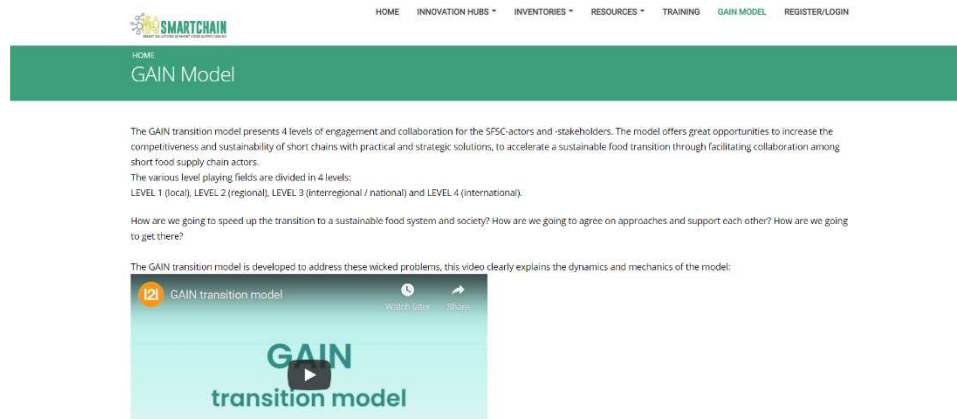 HOME INNOVATION HUBS INVENTORIES RESOURCES TRAINING GAIN MODEL REGISTER/LOGIN
SMARTCHAIN
HOME
GAIN Model
The GAIN transition model presents 4 levels of engagement and collaboration for the SFSC-actors and -stakeholders. The model offers great opportunities to increase the
competitiveness and sustainability of short chains with practical and strategic solutions, to accelerate a sustainable food transition through facilitating collaboration among
short food supply chain actors.
The various level playing fields are divided in 4 levels:
LEVEL 1 (local), LEVEL 2 (regional), LEVEL 3 (interregional / national) and LEVEL 4 (international).
How are we going to speed up the transition to a sustainable food system and society? How are we going to agree on approaches and support each other? How are we going
to get there?
The GAIN transition model is developed to address these wicked problems, this video clearly explains the dynamics and mechanics of the model:
GAIN transition model
Watch later Share
GAIN
transition model